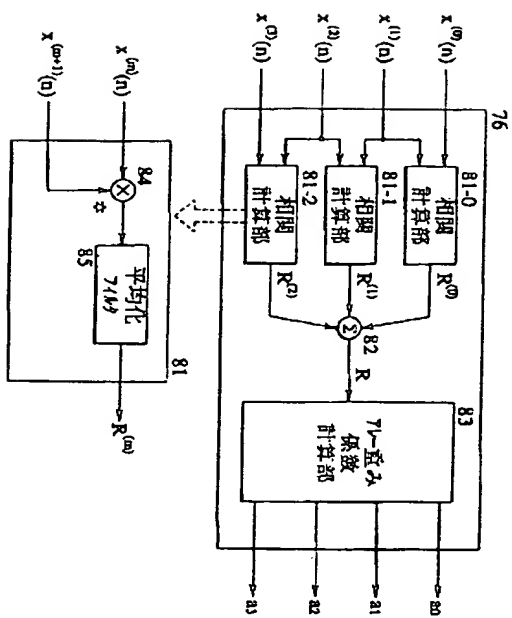 76
x⁽⁰⁾(n)
x⁽¹⁾(n)
x⁽²⁾(n)
x⁽³⁾(n)
81-0
相関
計算部
81-1
相関
計算部
81-2
相関
計算部
R⁽⁰⁾
R⁽¹⁾
R⁽²⁾
Σ
82
R
83
アレー重み
係数
計算部
a0
a1
a2
a3
x⁽ᵐ⁾(n)
x⁽ᵐ⁺¹⁾(n)
84
X
*
85
平均化
フィルタ
81
R⁽ᵐ⁾